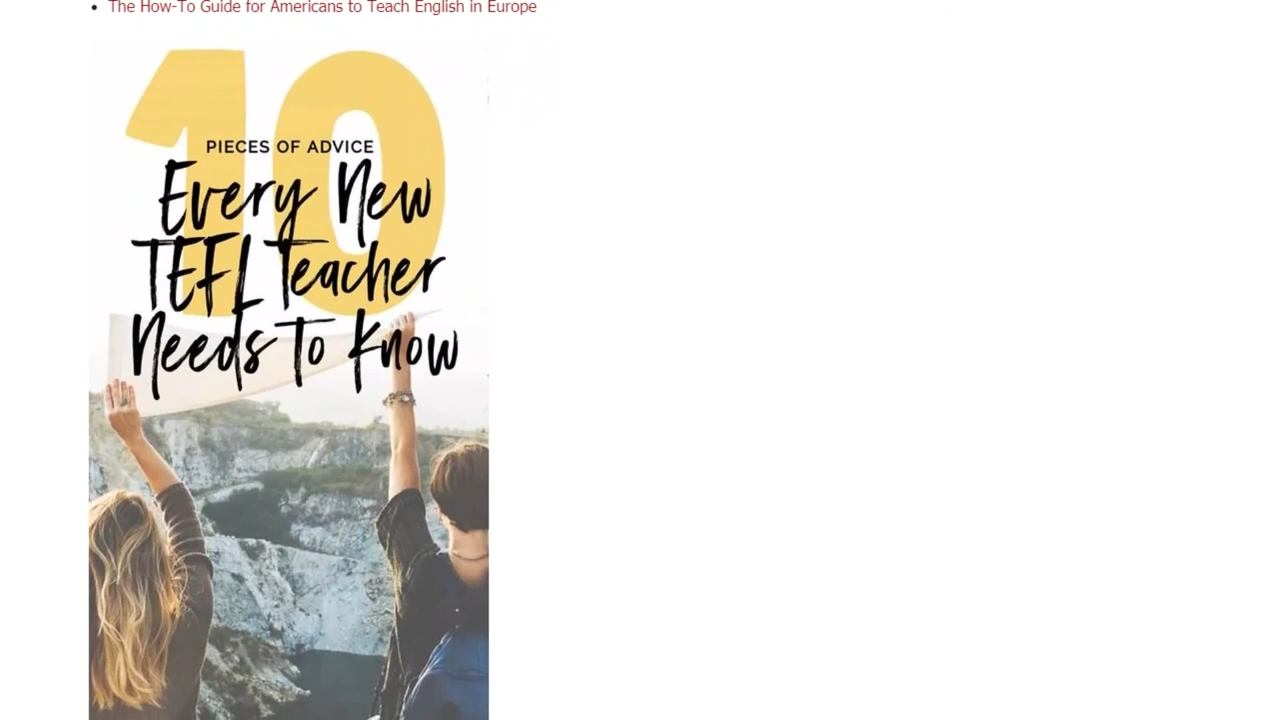 The How-To Guide for Americans to Teach English in Europe
10
PIECES OF ADVICE
Every New
TEFL Teacher
Needs To Know